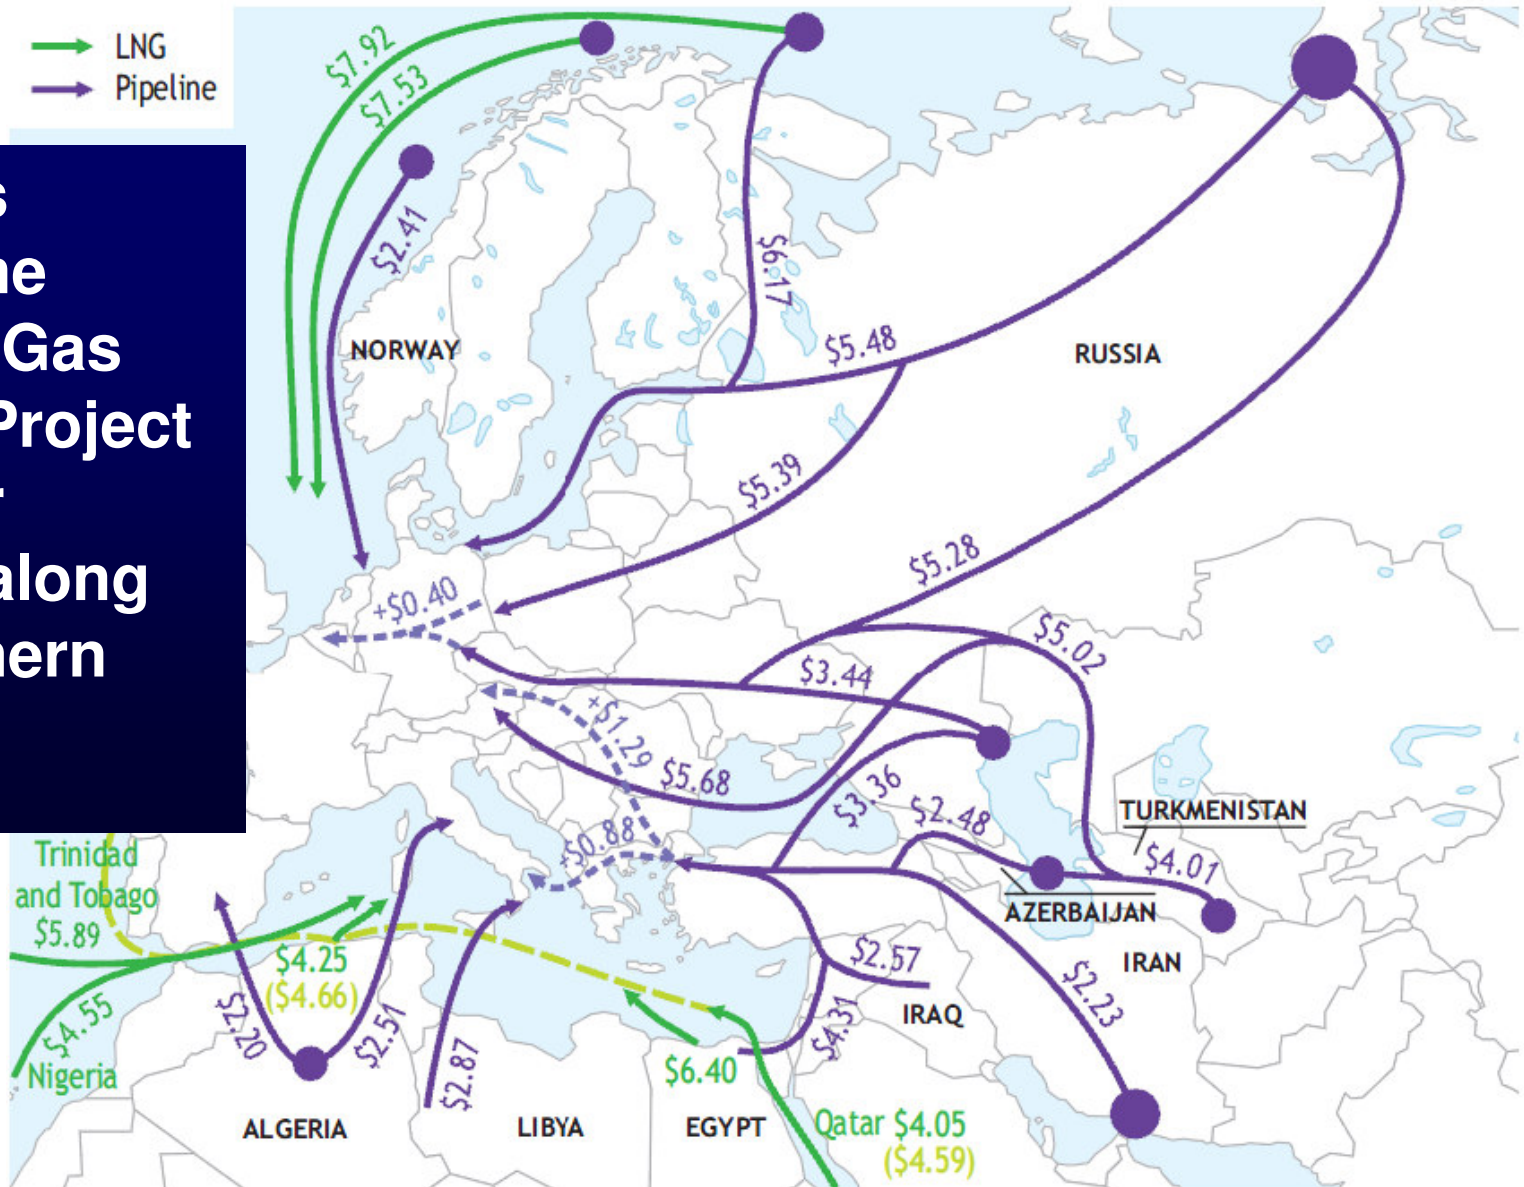 LNG
Pipeline
Gas
Project
along
$7.92
$7.53
$2.41
$6.17
NORWAY
$5.48
RUSSIA
$5.39
$5.28
+$0.40
$5.02
$3.44
+$1.29
$5.68
$3.36
$2.48
TURKMENISTAN
+$0.88
$4.01
Trinidad
and Tobago
$5.89
AZERBAIJAN
$4.25
($4.66)
$2.57
IRAN
$4.55
$2.20
$2.51
$2.87
$4.31
IRAQ
$2.23
Nigeria
$6.40
ALGERIA
LIBYA
EGYPT
Qatar $4.05
($4.59)